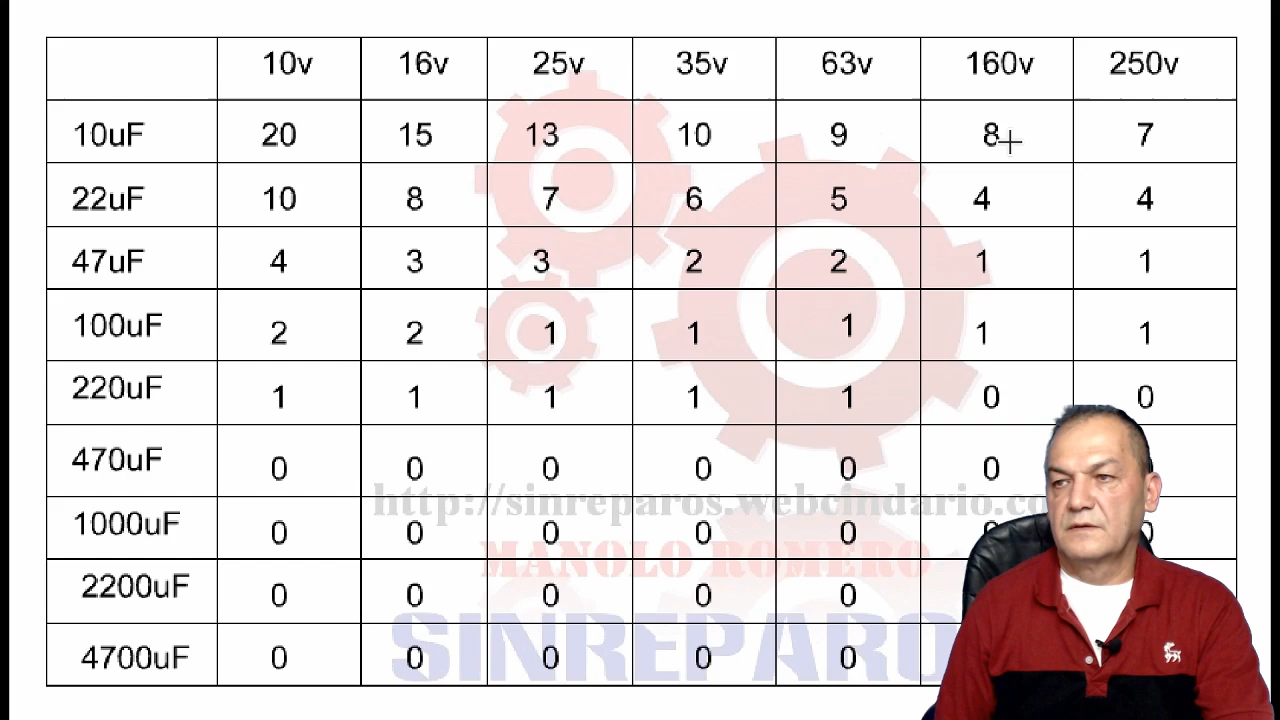 10v 16v 25v 35v 63v 160v 250v
10uF 20 15 13 10 9 8 7
22uF 10 8 7 6 5 4 4
47uF 4 3 3 2 2 1 1
100uF 2 2 1 1 1 1 1
220uF 1 1 1 1 1 0 0
470uF 0 0 0 0 0 0
http://sinreparos.webcindario.co
1000uF 0 0 0 0 0 0 0
MANOLO ROMERO
2200uF 0 0 0 0 0
SINREPARO
4700uF 0 0 0 0 0